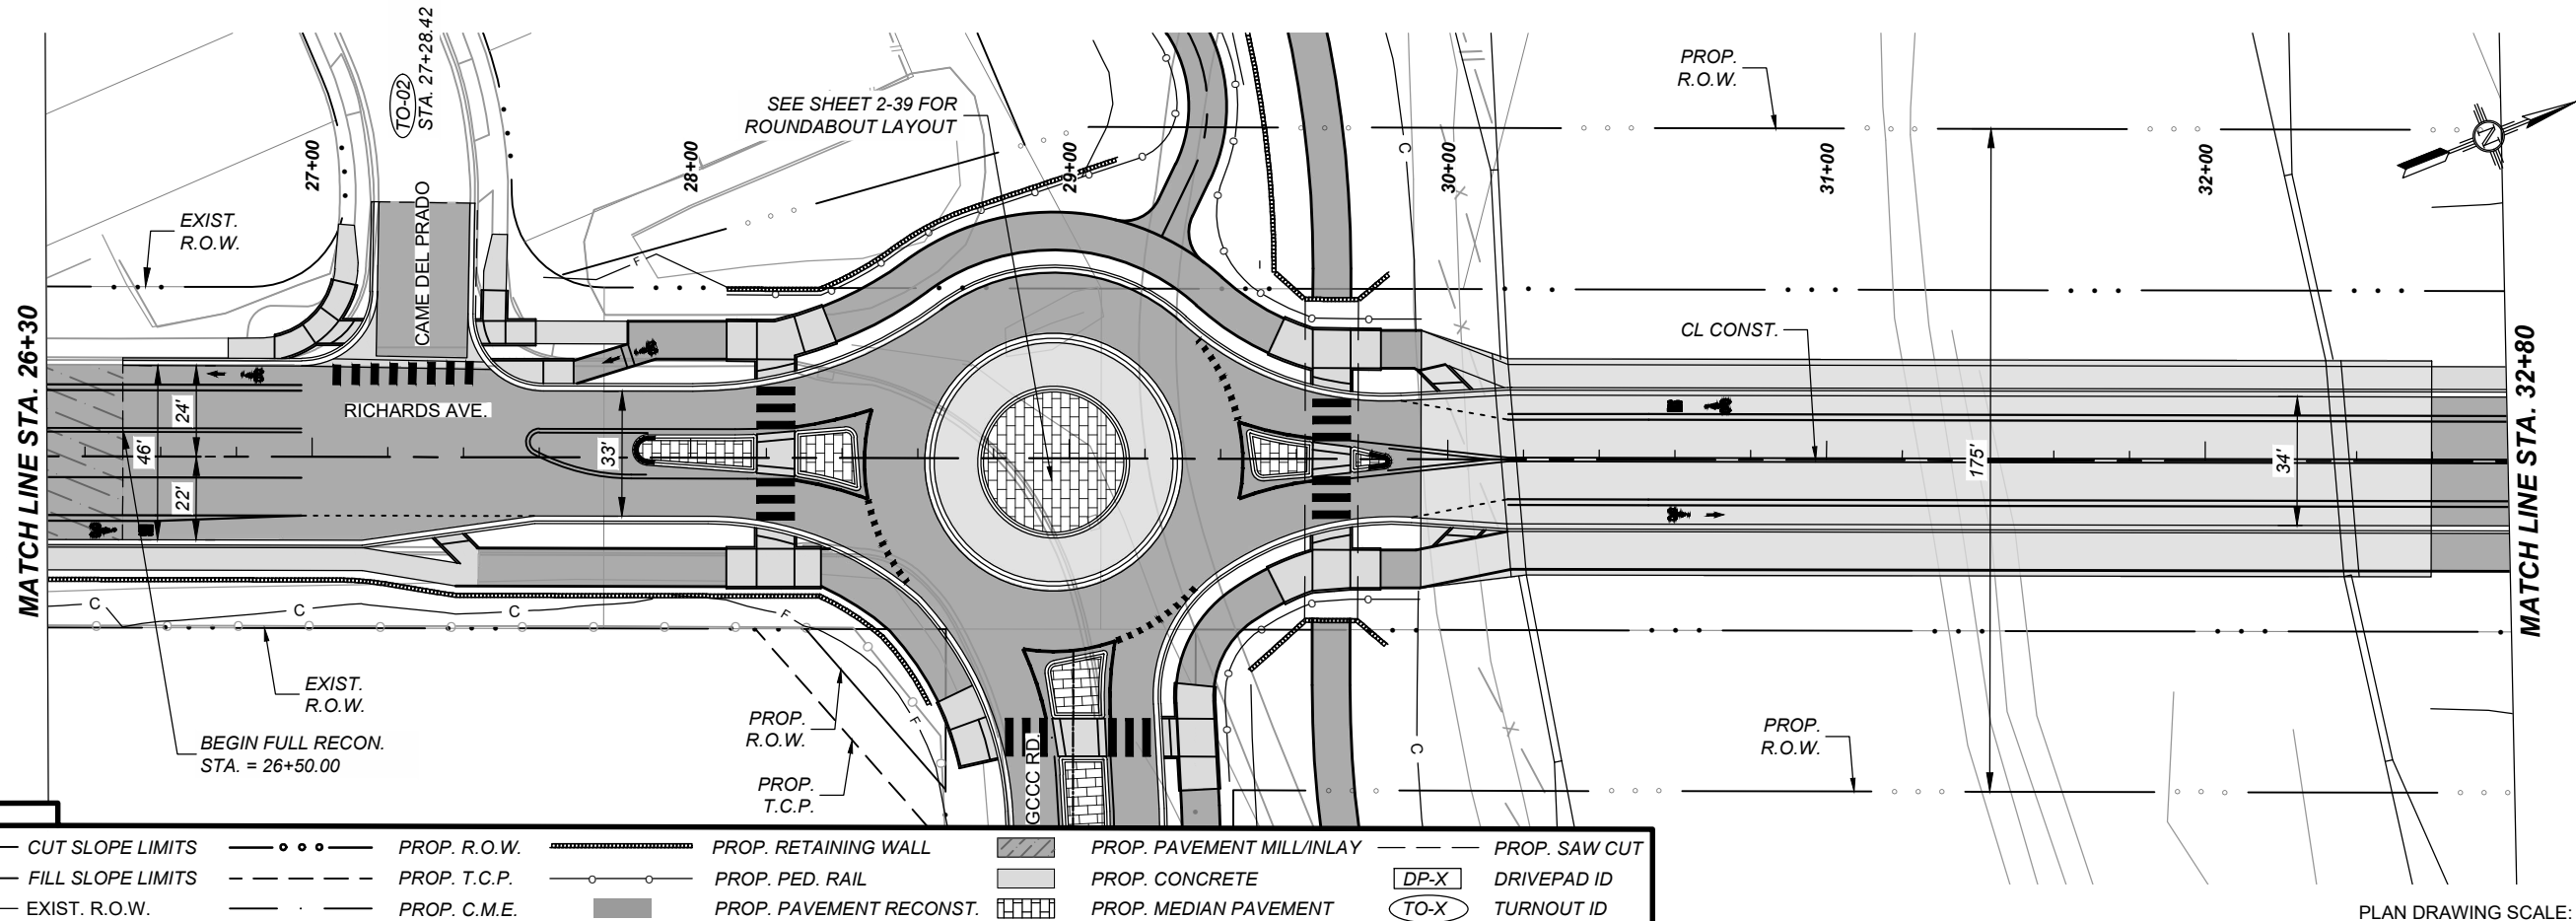 TO-02
STA. 27+28.42
PROP.
R.O.W.
SEE SHEET 2-39 FOR
ROUNDABOUT LAYOUT
N
27+00
28+00
29+00
30+00
31+00
32+00
C
EXIST.
R.O.W.
CAME DEL PRADO
F
MATCH LINE STA. 26+30
MATCH LINE STA. 32+80
CL CONST.
RICHARDS AVE.
24'
46'
22'
33'
175'
34'
C
C
C
F
F
EXIST.
R.O.W.
BEGIN FULL RECON.
STA. = 26+50.00
PROP.
R.O.W.
PROP.
T.C.P.
GCCC RD.
C
PROP.
R.O.W.
CUT SLOPE LIMITS
PROP. R.O.W.
PROP. RETAINING WALL
PROP. PAVEMENT MILL/INLAY
PROP. SAW CUT
FILL SLOPE LIMITS
PROP. T.C.P.
PROP. PED. RAIL
PROP. CONCRETE
DP-X
DRIVEPAD ID
EXIST. R.O.W.
PROP. C.M.E.
PROP. PAVEMENT RECONST.
PROP. MEDIAN PAVEMENT
TO-X
TURNOUT ID
PLAN DRAWING SCALE: